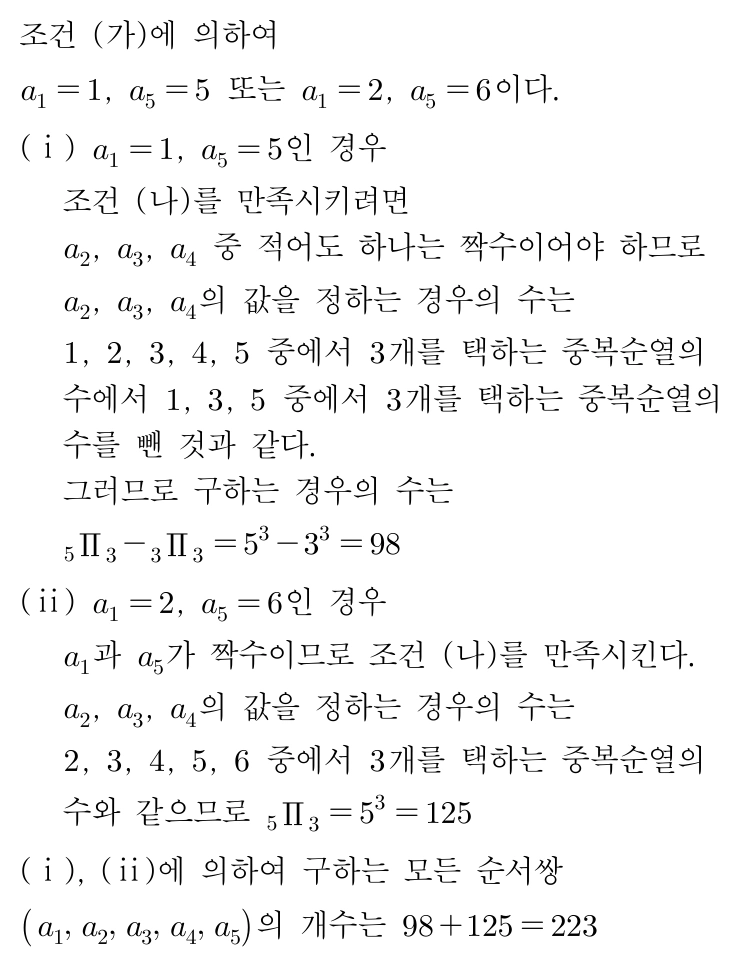 조건 (가)에 의하여
a₁ = 1, a₅ = 5 또는 a₁ = 2, a₅ = 6이다.
(ⅰ) a₁ = 1, a₅ = 5인 경우
조건 (나)를 만족시키려면
a₂, a₃, a₄ 중 적어도 하나는 짝수이어야 하므로
a₂, a₃, a₄의 값을 정하는 경우의 수는
1, 2, 3, 4, 5 중에서 3개를 택하는 중복순열의
수에서 1, 3, 5 중에서 3개를 택하는 중복순열의
수를 뺀 것과 같다.
그러므로 구하는 경우의 수는
₅∏₃ − ₃∏₃ = 5³ − 3³ = 98
(ⅱ) a₁ = 2, a₅ = 6인 경우
a₁과 a₅가 짝수이므로 조건 (나)를 만족시킨다.
a₂, a₃, a₄의 값을 정하는 경우의 수는
2, 3, 4, 5, 6 중에서 3개를 택하는 중복순열의
수와 같으므로 ₅∏₃ = 5³ = 125
(ⅰ), (ⅱ)에 의하여 구하는 모든 순서쌍
(a₁, a₂, a₃, a₄, a₅)의 개수는 98 + 125 = 223